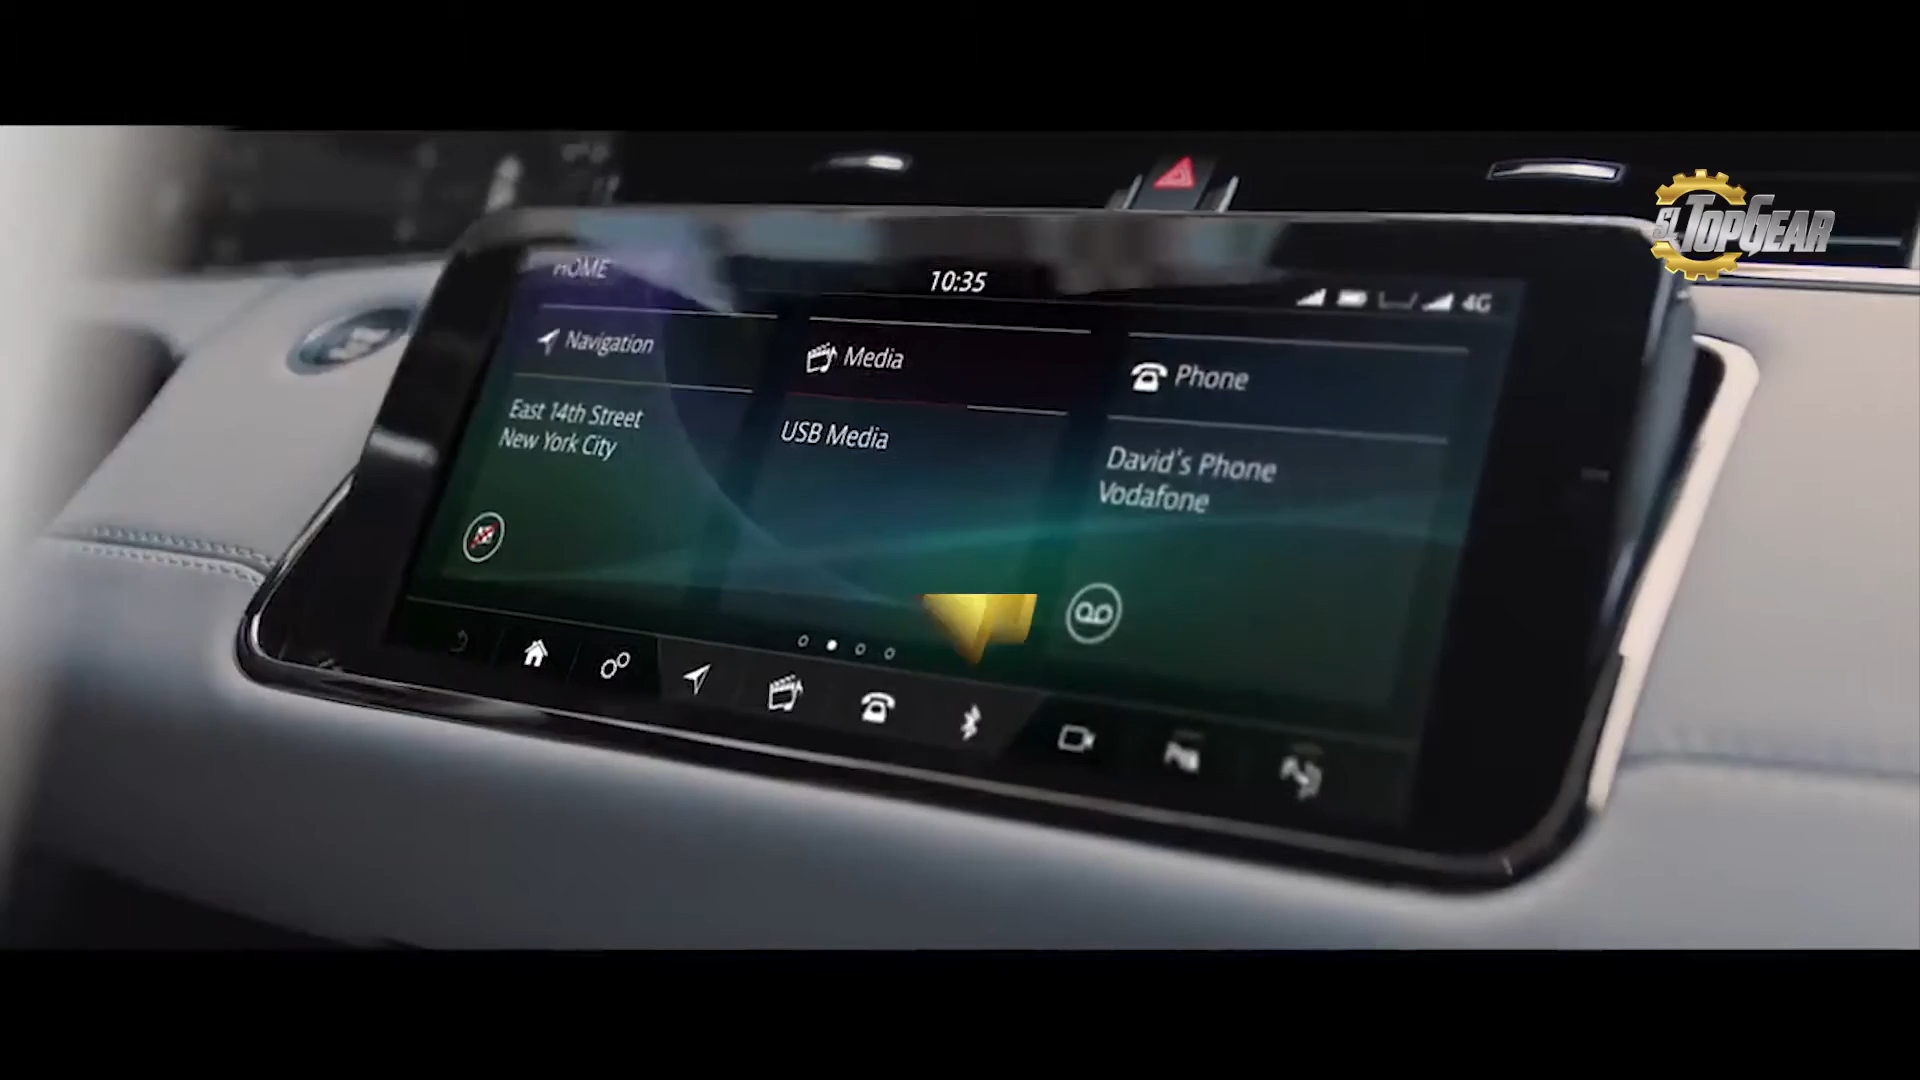 SL TOPGEAR
HOME
10:35
4G
Navigation
Media
Phone
East 14th Street
New York City
USB Media
David's Phone
Vodafone